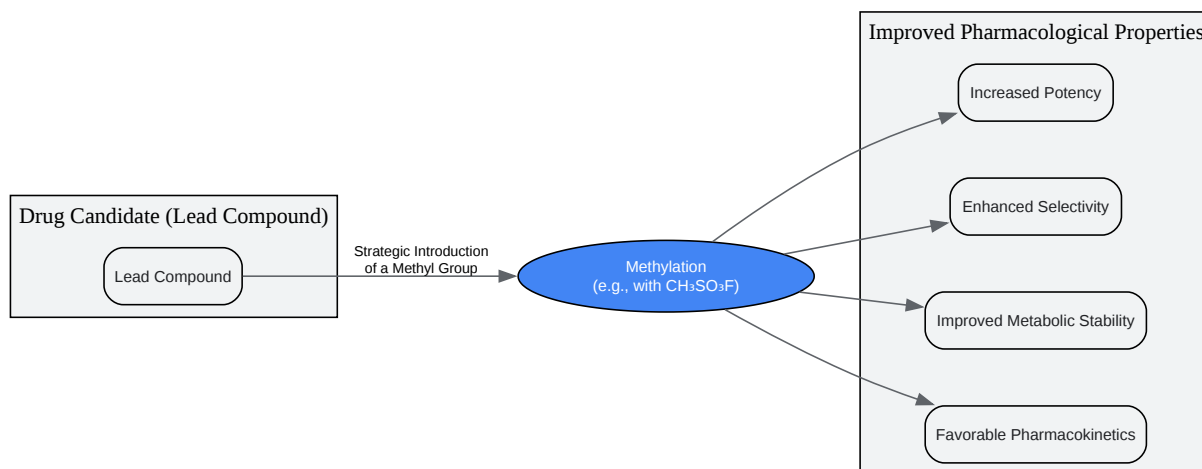 Improved Pharmacological Properties
Increased Potency
Drug Candidate (Lead Compound)
Lead Compound
Strategic Introduction
of a Methyl Group
Methylation
(e.g., with CH₃SO₃F)
Enhanced Selectivity
Improved Metabolic Stability
Favorable Pharmacokinetics